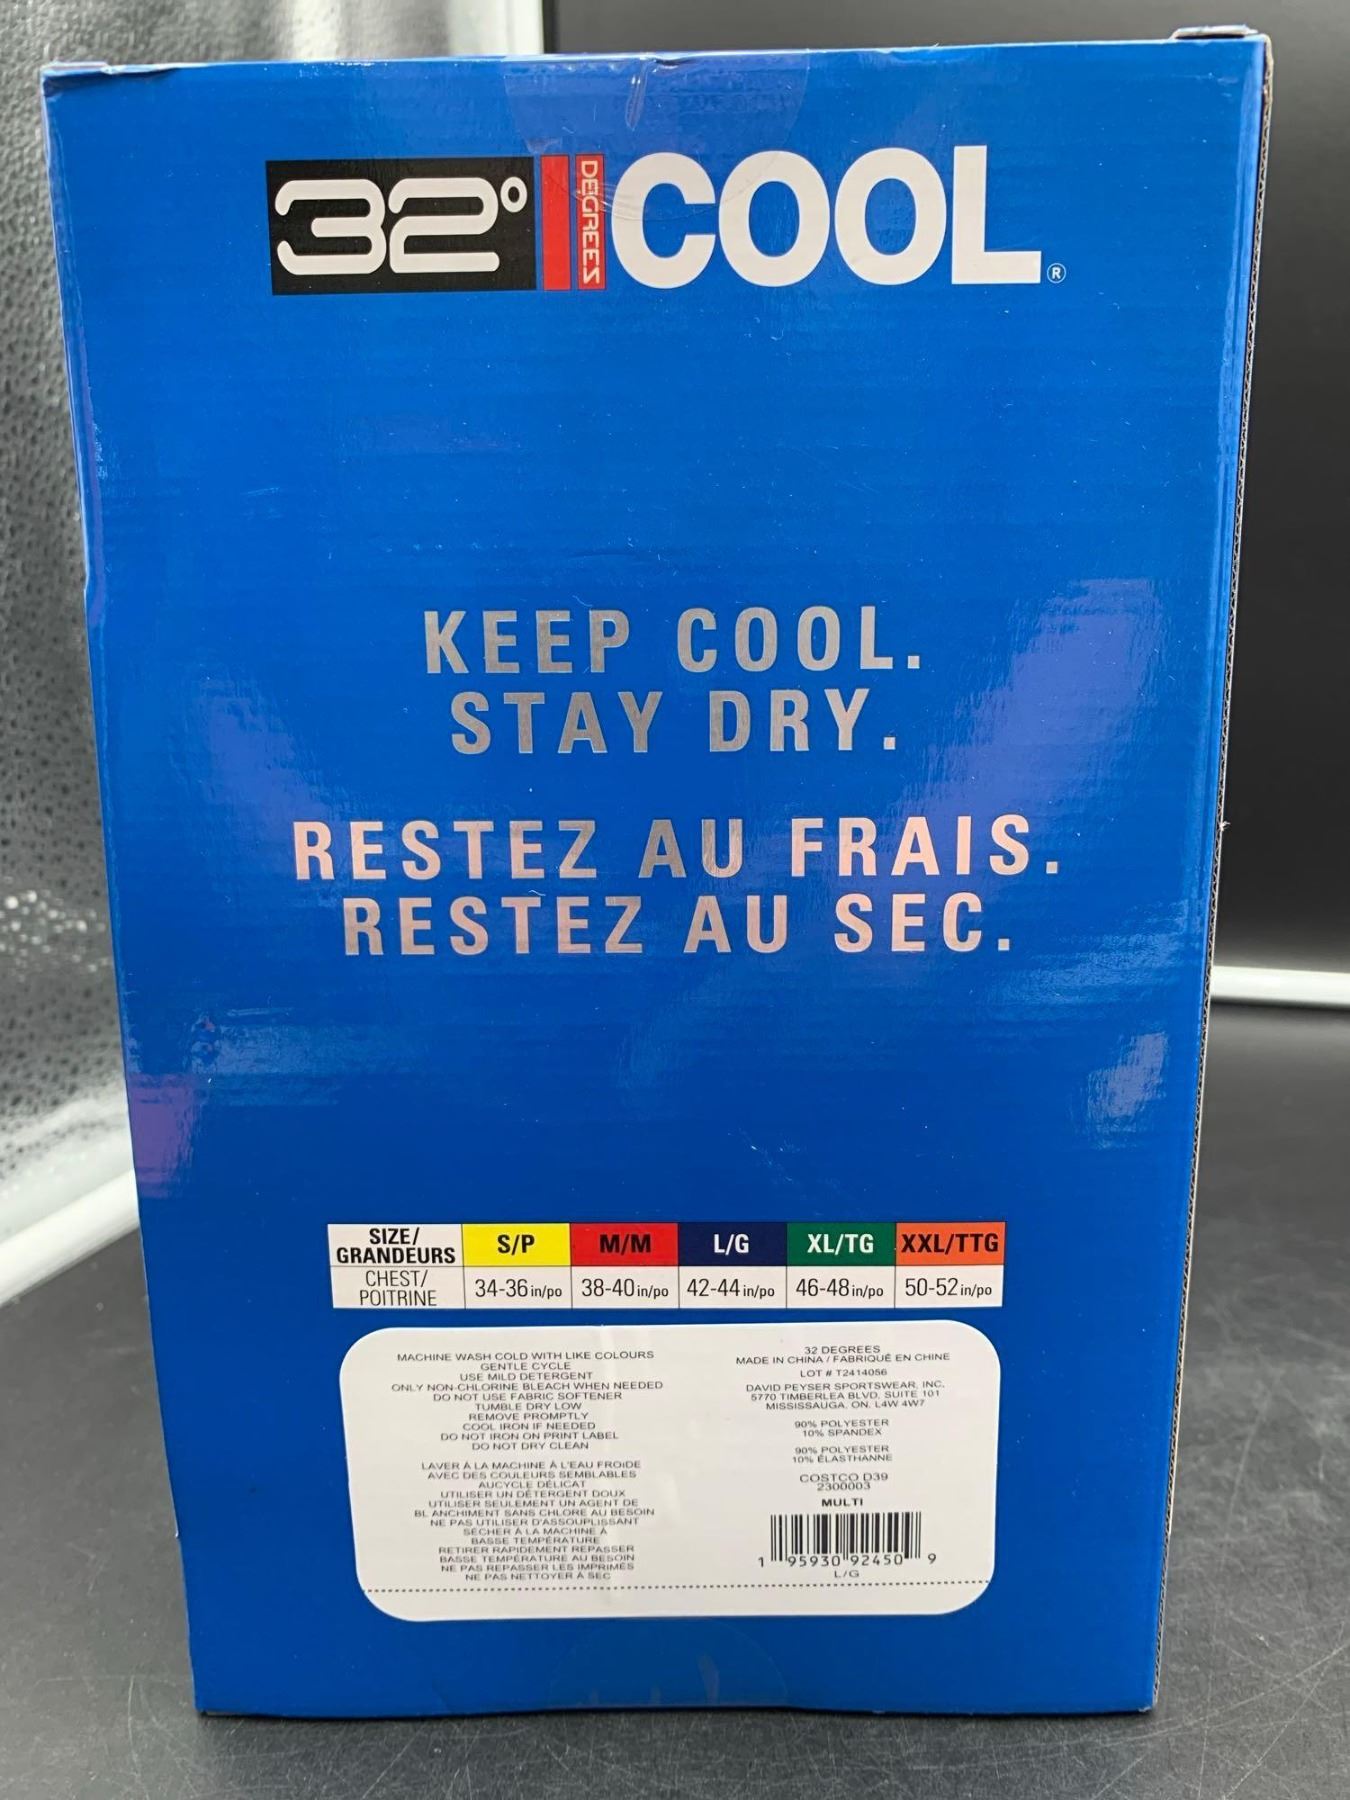 32° DEGREES COOL®
KEEP COOL.
STAY DRY.
RESTEZ AU FRAIS.
RESTEZ AU SEC.
SIZE/ GRANDEURS S/P M/M L/G XL/TG XXL/TTG
CHEST/ POITRINE 34-36 in/po 38-40 in/po 42-44 in/po 46-48 in/po 50-52 in/po
MACHINE WASH COLD WITH LIKE COLOURS
GENTLE CYCLE
USE MILD DETERGENT
ONLY NON-CHLORINE BLEACH WHEN NEEDED
DO NOT USE FABRIC SOFTENER
TUMBLE DRY LOW
REMOVE PROMPTLY
COOL IRON IF NEEDED
DO NOT IRON ON PRINT LABEL
DO NOT DRY CLEAN
LAVER À LA MACHINE À L'EAU FROIDE
AVEC DES COULEURS SEMBLABLES
AUCYCLE DÉLICAT
UTILISER UN DÉTERGENT DOUX
UTILISER SEULEMENT UN AGENT DE
BL ANCHIMENT SANS CHLORE AU BESOIN
NE PAS UTILISER D'ASSOUPLISSANT
SÉCHER À LA MACHINE À
BASSE TEMPÉRATURE
RETIRER RAPIDEMENT REPASSER
BASSE TEMPÉRATURE AU BESOIN
NE PAS REPASSER LES IMPRIMÉS
NE PAS NETTOYER À SEC
32 DEGREES
MADE IN CHINA / FABRIQUÉ EN CHINE
LOT # T2414056
DAVID PEYSER SPORTSWEAR, INC.
5770 TIMBERLEA BLVD, SUITE 101
MISSISSAUGA, ON. L4W 4W7
90% POLYESTER
10% SPANDEX
90% POLYESTER
10% ÉLASTHANNE
COSTCO D39
2300003
MULTI
1 95930 92450 9
L/G